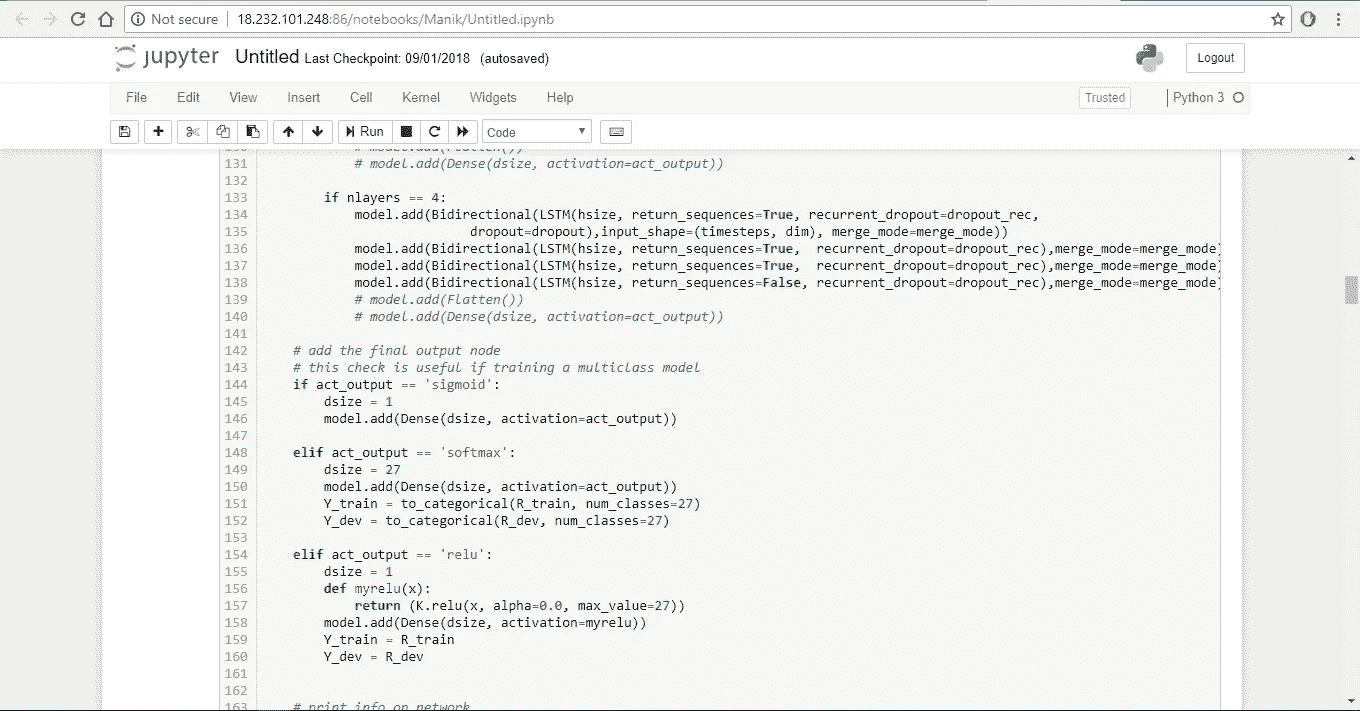 Not secure | 18.232.101.248:86/notebooks/Manik/Untitled.ipynb
jupyter Untitled Last Checkpoint: 09/01/2018 (autosaved)
Logout
File Edit View Insert Cell Kernel Widgets Help
Trusted
Python 3
Run
Code
130 # model.add(Flatten())
131 # model.add(Dense(dsize, activation=act_output))
132
133 if nlayers == 4:
134 model.add(Bidirectional(LSTM(hsize, return_sequences=True, recurrent_dropout=dropout_rec,
135 dropout=dropout),input_shape=(timesteps, dim), merge_mode=merge_mode))
136 model.add(Bidirectional(LSTM(hsize, return_sequences=True,  recurrent_dropout=dropout_rec),merge_mode=merge_mode)
137 model.add(Bidirectional(LSTM(hsize, return_sequences=True,  recurrent_dropout=dropout_rec),merge_mode=merge_mode)
138 model.add(Bidirectional(LSTM(hsize, return_sequences=False, recurrent_dropout=dropout_rec),merge_mode=merge_mode)
139 # model.add(Flatten())
140 # model.add(Dense(dsize, activation=act_output))
141
142 # add the final output node
143 # this check is useful if training a multiclass model
144 if act_output == 'sigmoid':
145 dsize = 1
146 model.add(Dense(dsize, activation=act_output))
147
148 elif act_output == 'softmax':
149 dsize = 27
150 model.add(Dense(dsize, activation=act_output))
151 Y_train = to_categorical(R_train, num_classes=27)
152 Y_dev = to_categorical(R_dev, num_classes=27)
153
154 elif act_output == 'relu':
155 dsize = 1
156 def myrelu(x):
157 return (K.relu(x, alpha=0.0, max_value=27))
158 model.add(Dense(dsize, activation=myrelu))
159 Y_train = R_train
160 Y_dev = R_dev
161
162
163 # print info on network